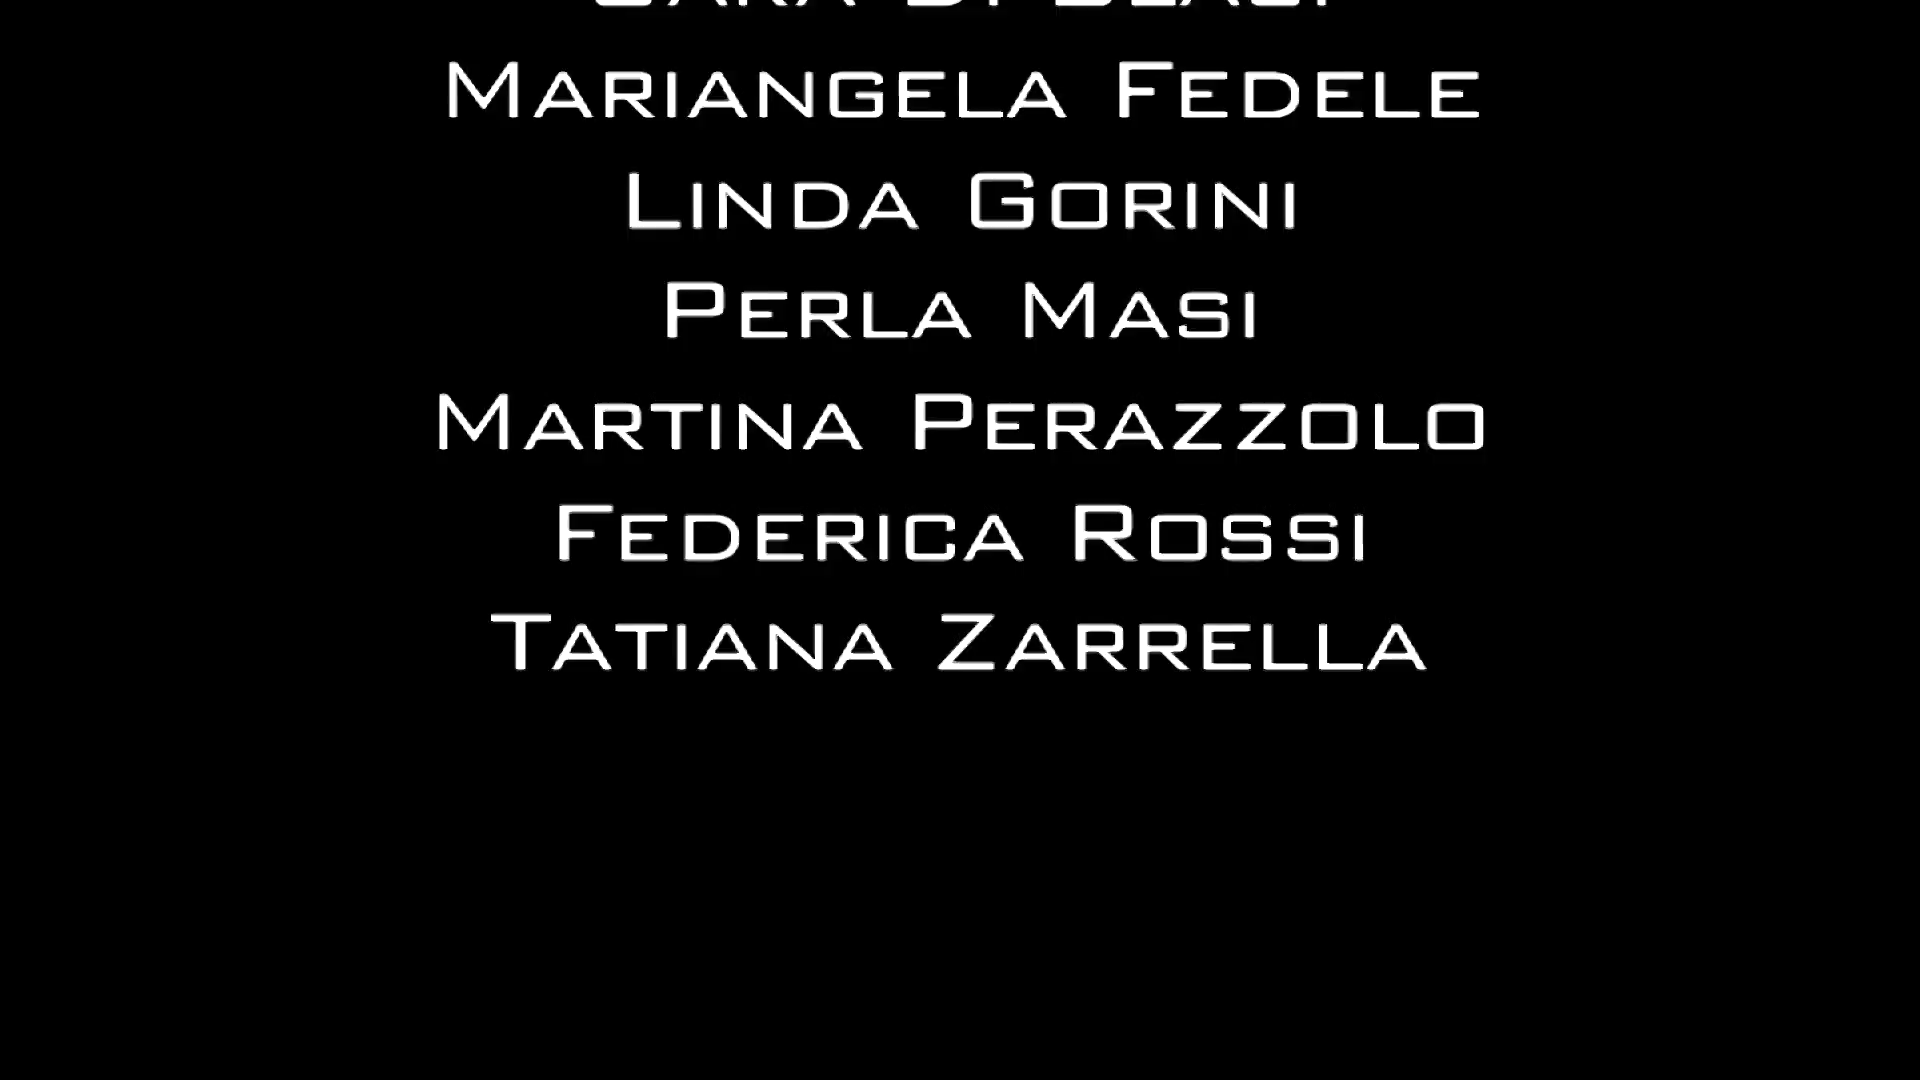 Mariangela Fedele
Linda Gorini
Perla Masi
Martina Perazzolo
Federica Rossi
Tatiana Zarrella